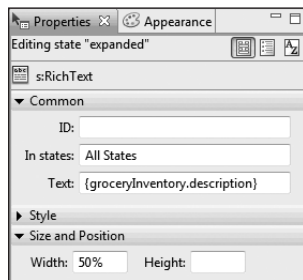 Properties Appearance
Editing state "expanded"
s:RichText
Common
ID:
In states: All States
Text: {groceryInventory.description}
Style
Size and Position
Width: 50% Height: